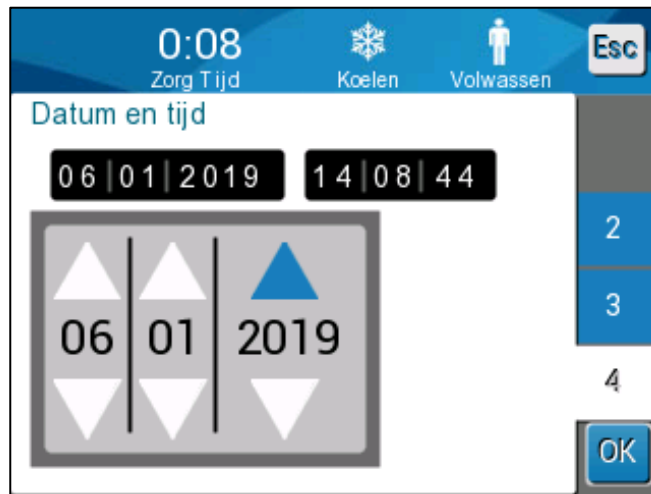 0:08
Zorg Tijd
Koelen
Volwassen
Esc
Datum en tijd
06|01|2019
14|08|44
2
3
4
06
01
2019
OK